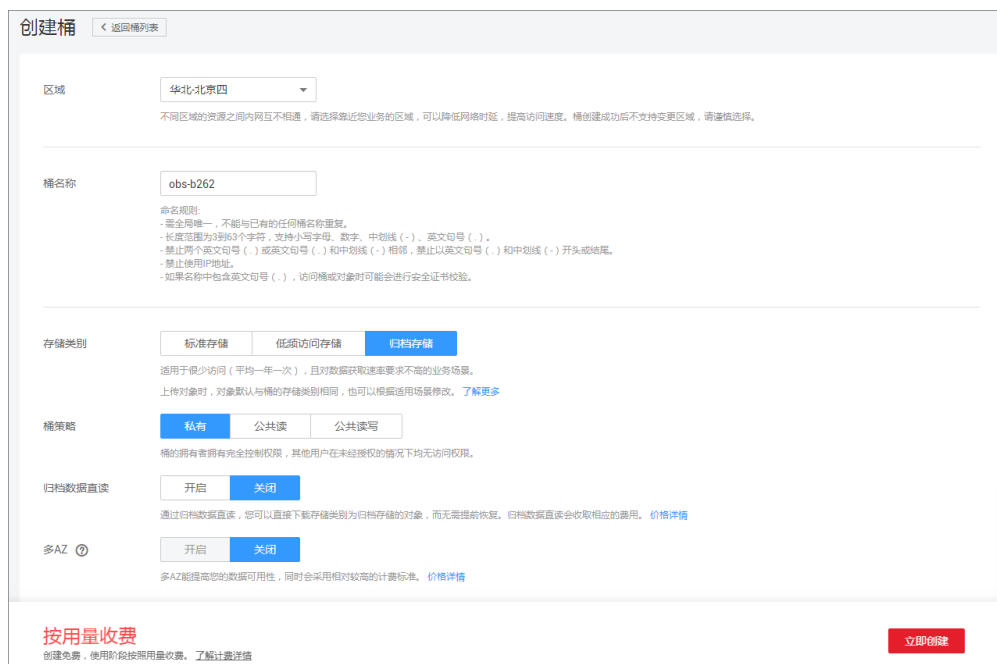 创建桶 < 返回桶列表
区域 华北-北京四
不同区域的资源之间内网互不相通，请选择靠近您业务的区域，可以降低网络时延，提高访问速度。桶创建成功后不支持变更区域，请谨慎选择。
桶名称 obs-b262
命名规则:
- 需全局唯一，不能与已有的任何桶名称重复。
- 长度范围为3到63个字符，支持小写字母、数字、中划线（-）、英文句号（.）。
- 禁止两个英文句号（.）或英文句号（.）和中划线（-）相邻，禁止以英文句号（.）和中划线（-）开头或结尾。
- 禁止使用IP地址。
- 如果名称中包含英文句号（.），访问桶或对象时可能会进行安全证书校验。
存储类别 标准存储 低频访问存储 归档存储
适用于很少访问（平均一年一次），且对数据获取速率要求不高的业务场景。
上传对象时，对象默认与桶的存储类别相同，也可以根据适用场景修改。 了解更多
桶策略 私有 公共读 公共读写
桶的拥有者拥有完全控制权限，其他用户在未经授权的情况下均无访问权限。
归档数据直读 开启 关闭
通过归档数据直读，您可以直接下载存储类别为归档存储的对象，而无需提前恢复。归档数据直读会收取相应的费用。 价格详情
多AZ ? 开启 关闭
多AZ能提高您的数据可用性，同时会采用相对较高的计费标准。 价格详情
按用量收费
创建免费，使用阶段按照用量收费。 了解计费详情
立即创建